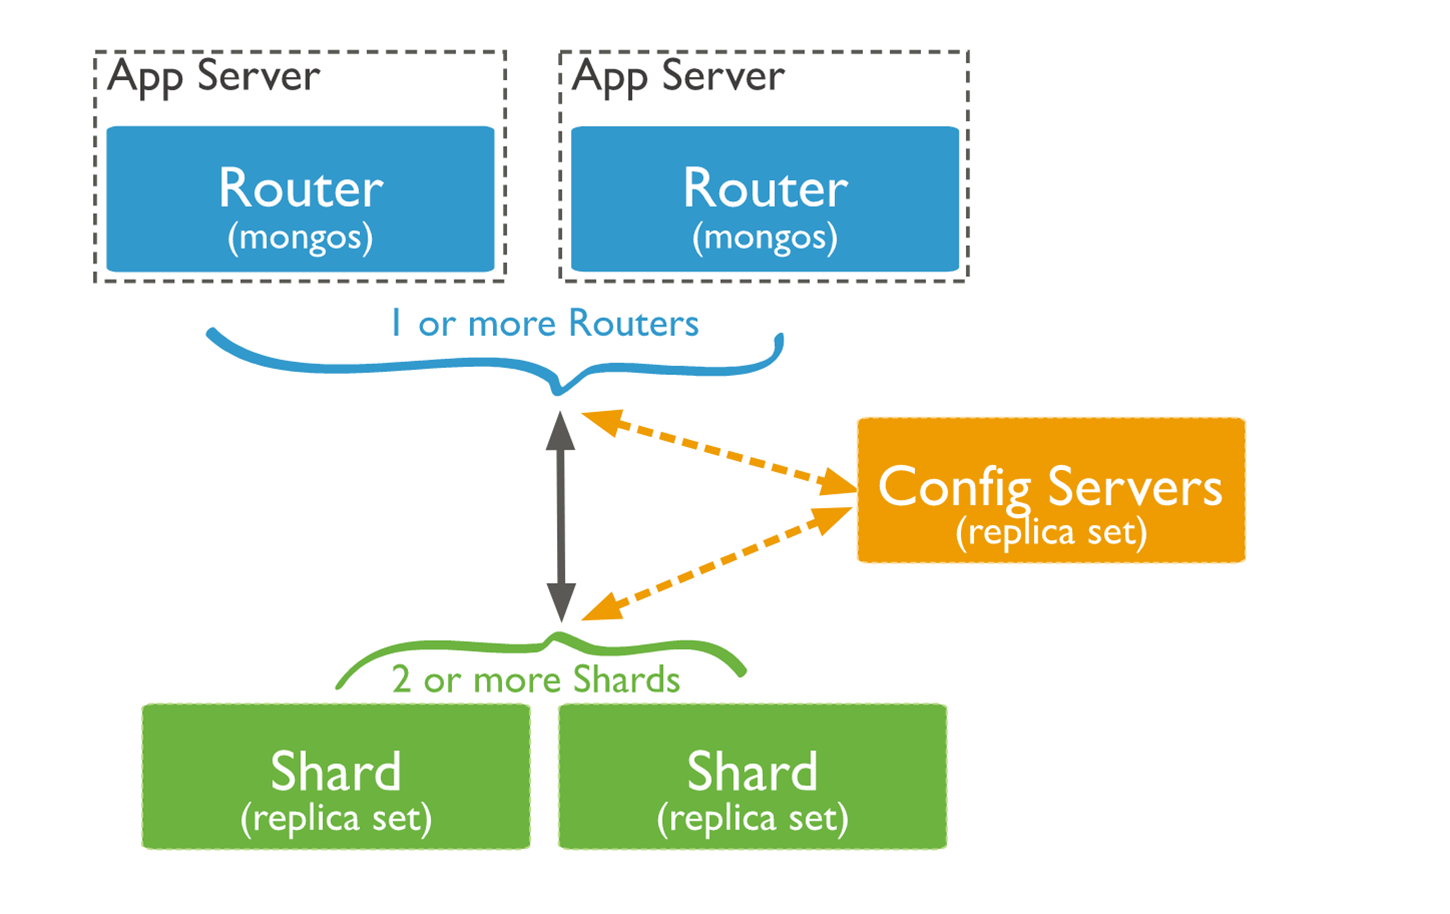 App Server
Router
(mongos)
App Server
Router
(mongos)
1 or more Routers
Config Servers
(replica set)
2 or more Shards
Shard
(replica set)
Shard
(replica set)